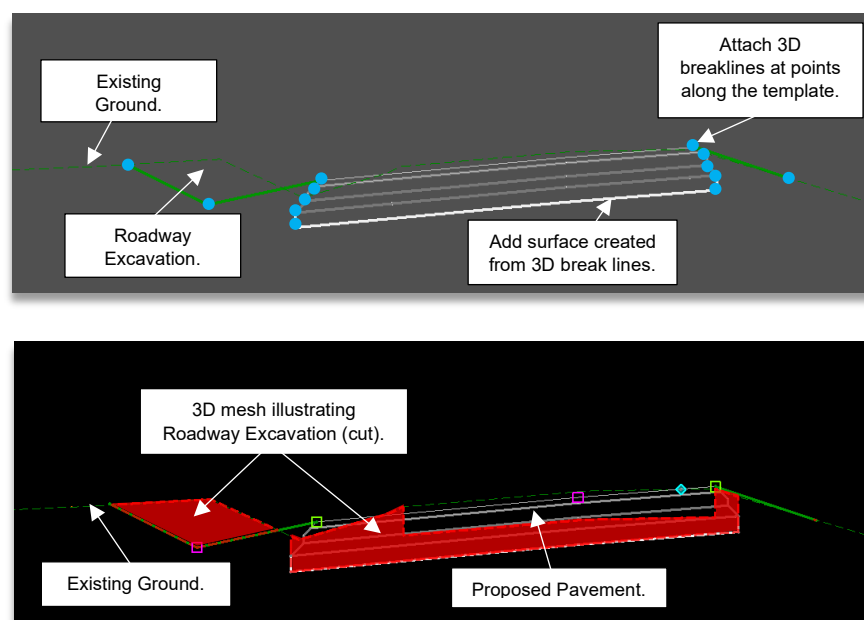 Existing
Ground.
Attach 3D
breaklines at points
along the template.
Roadway
Excavation.
Add surface created
from 3D break lines.
3D mesh illustrating
Roadway Excavation (cut).
Existing Ground.
Proposed Pavement.